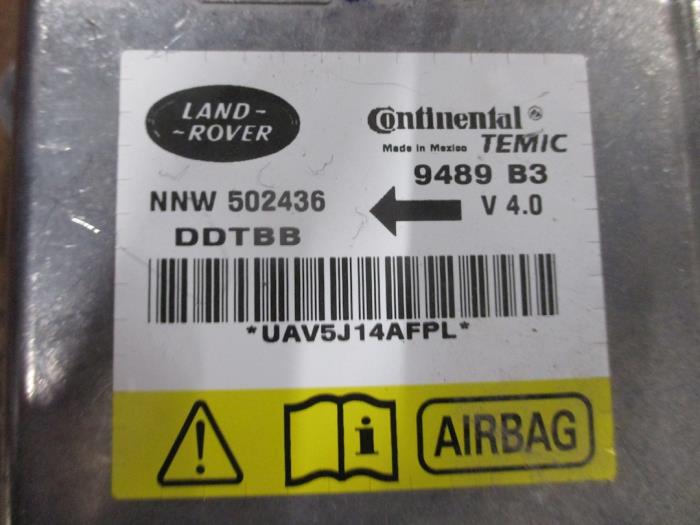 LAND-
-ROVER
Continental®
Made in Mexico TEMIC
9489 B3
NNW 502436
V 4.0
DDTBB
*UAV5J14AFPL*
i
AIRBAG